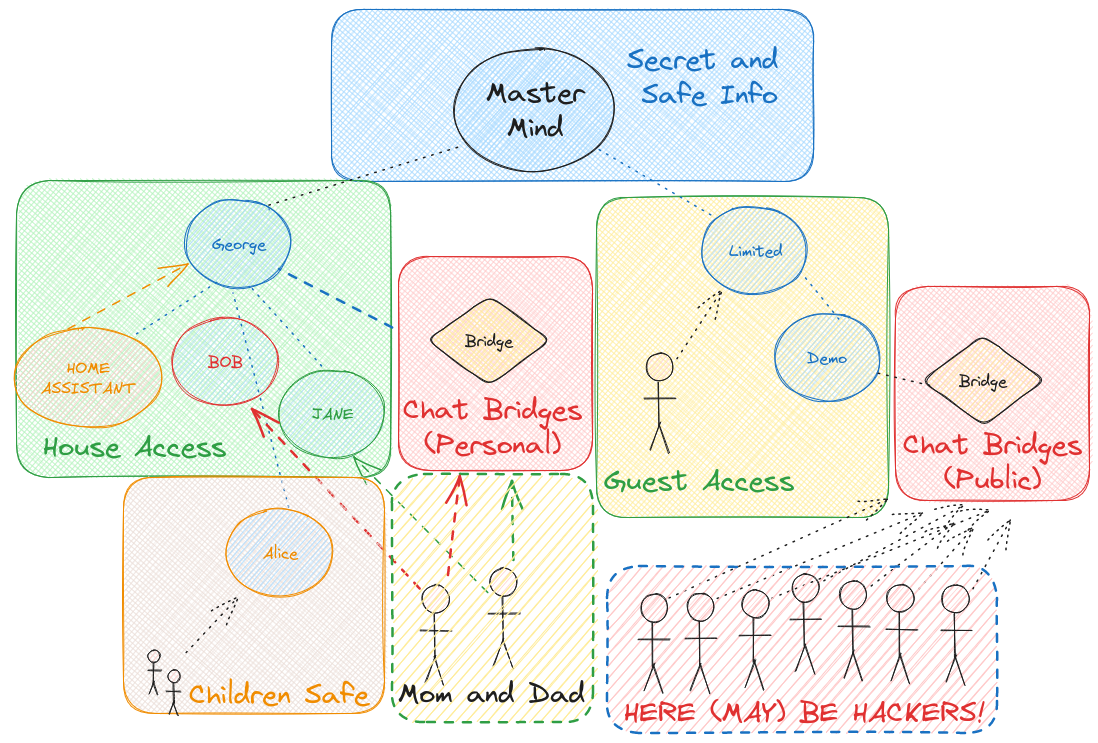 Secret and
Safe Info
Master
Mind
George
Limited
HOME
ASSISTANT
BOB
JANE
House Access
Bridge
Chat Bridges
(Personal)
Demo
Guest Access
Bridge
Chat Bridges
(Public)
Alice
Children Safe
Mom and Dad
HERE (MAY) BE HACKERS!